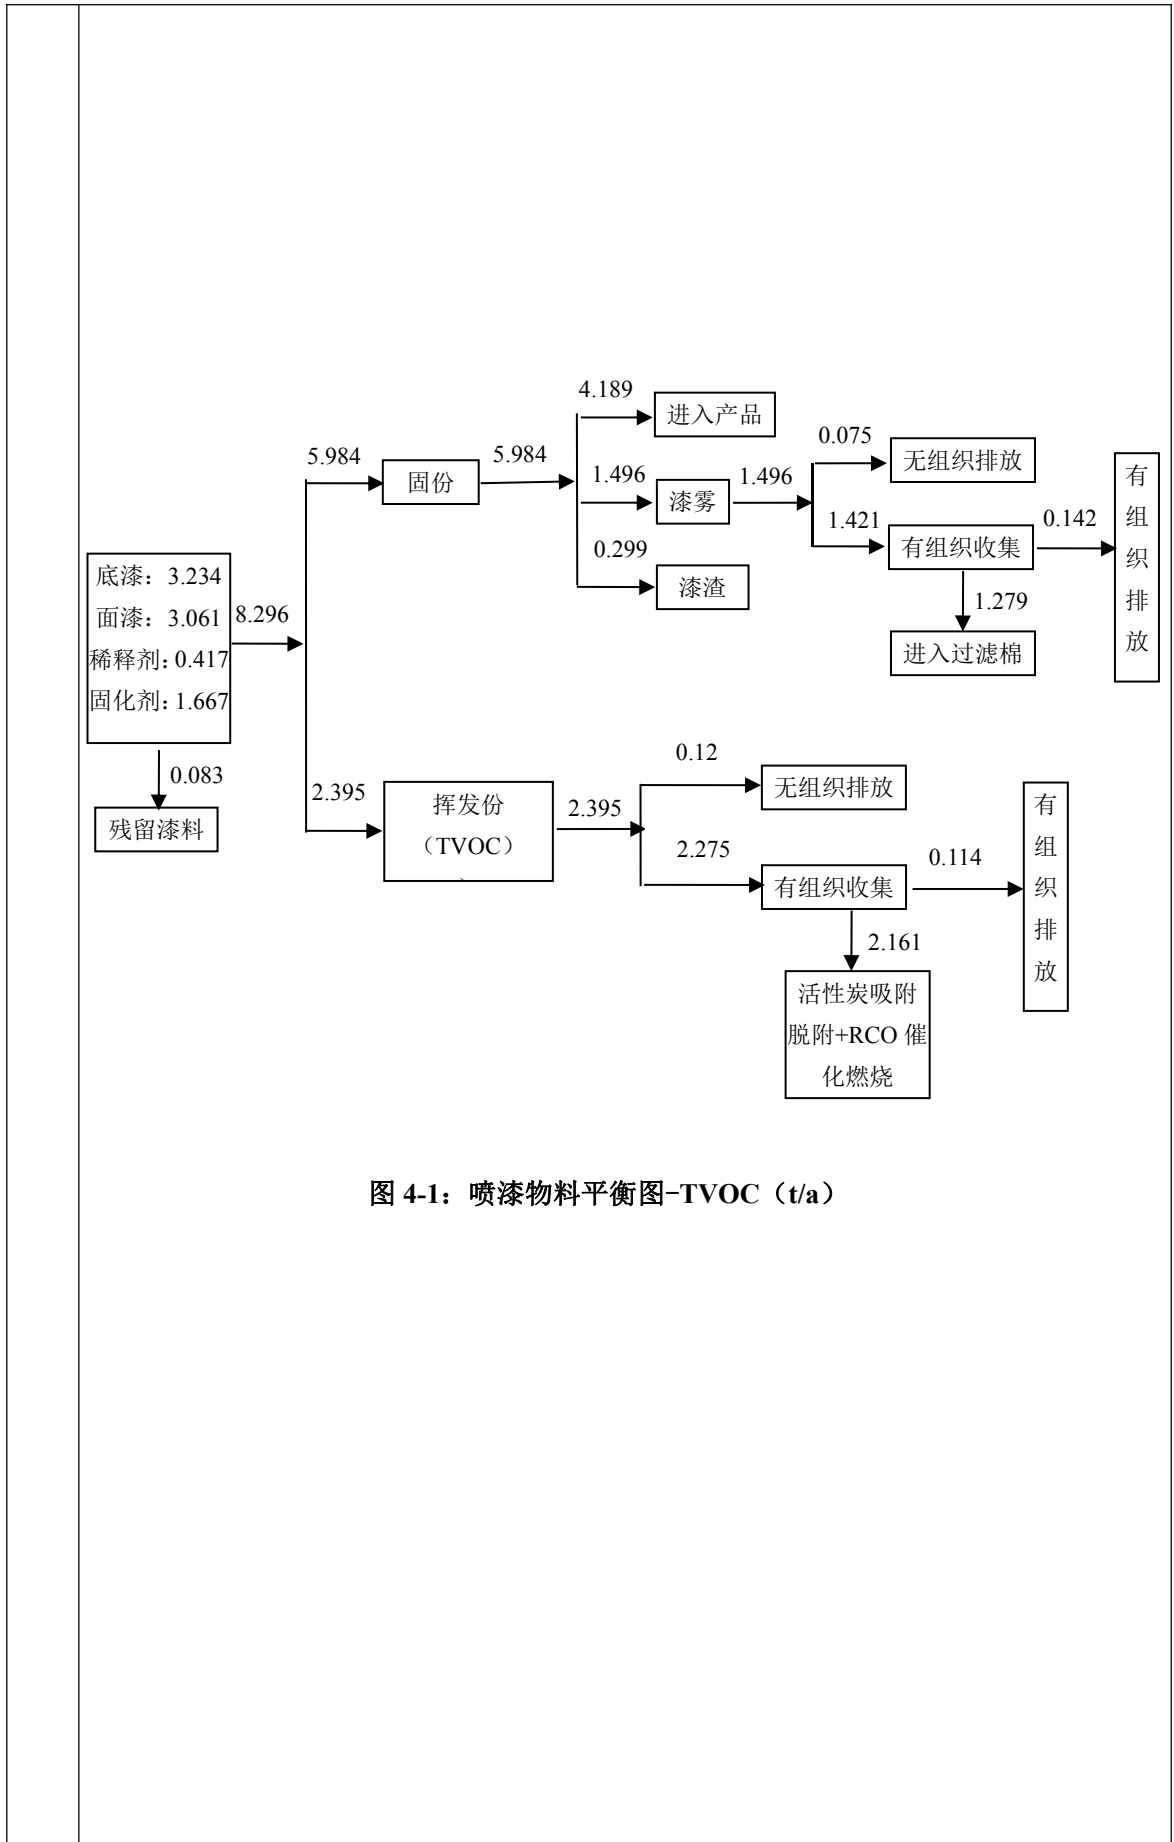 4.189
进入产品
0.075
无组织排放
有
组
织
排
放
5.984
固份
5.984
1.496
漆雾
1.496
1.421
有组织收集
0.142
0.299
漆渣
1.279
进入过滤棉
底漆：3.234
面漆：3.061
稀释剂：0.417
固化剂：1.667
8.296
0.083
残留漆料
2.395
挥发份
（TVOC）
2.395
0.12
无组织排放
2.275
有组织收集
0.114
有
组
织
排
放
2.161
活性炭吸附
脱附+RCO 催
化燃烧
图 4-1：喷漆物料平衡图-TVOC（t/a）